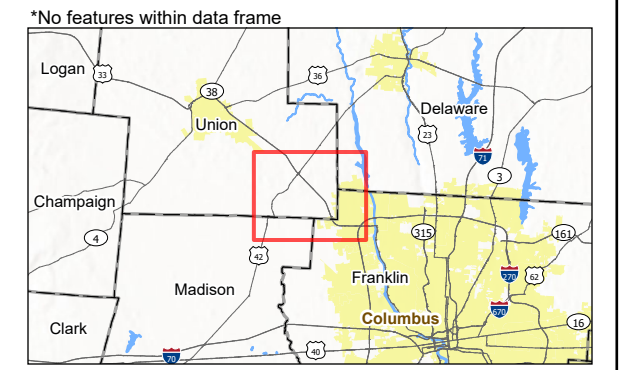 *No features within data frame
Logan
33
36
38
Delaware
Union
23
71
3
Champaign
4
315
161
42
270
62
Madison
Franklin
670
Columbus
16
Clark
40
70